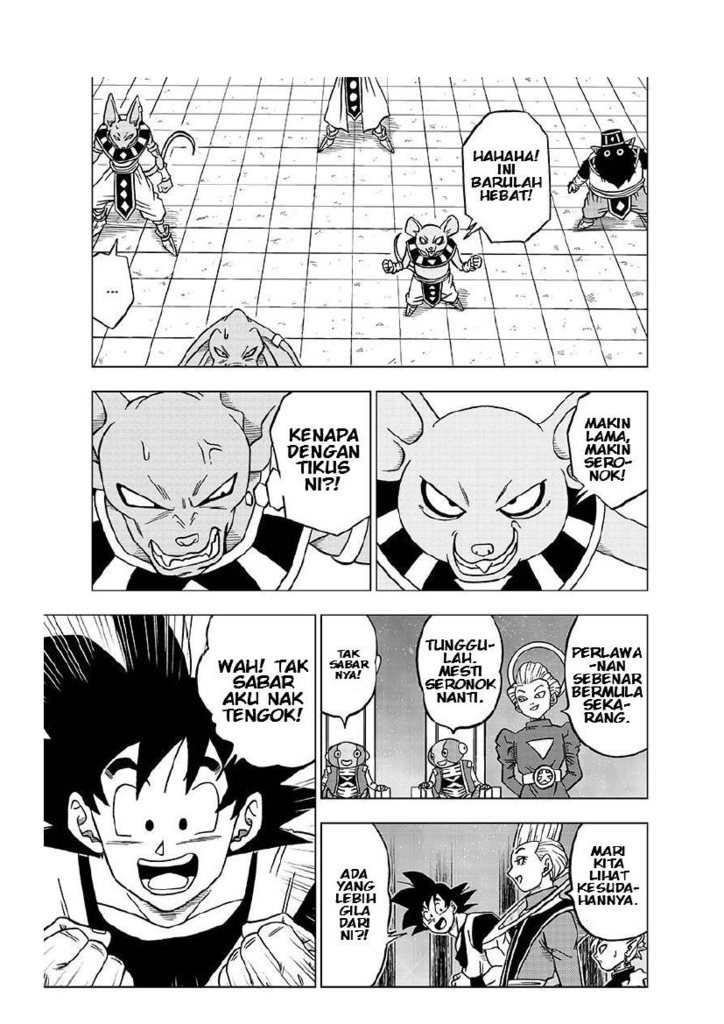 HAHAHA!
INI
BARULAH
HEBAT!
...
MAKIN
LAMA,
MAKIN
SERO-
NOK!
KENAPA
DENGAN
TIKUS
NI?!
PERLAWA
-NAN
SEBENAR
BERMULA
SEKA-
RANG.
TUNGGU-
LAH.
MESTI
SERONOK
NANTI.
TAK
SABAR
NYA!
MARI
KITA
LIHAT
KESUDA-
HANNYA.
ADA
YANG
LEBIH
GILA
DARI
NI?!
WAH! TAK
SABAR
AKU NAK
TENGOK!